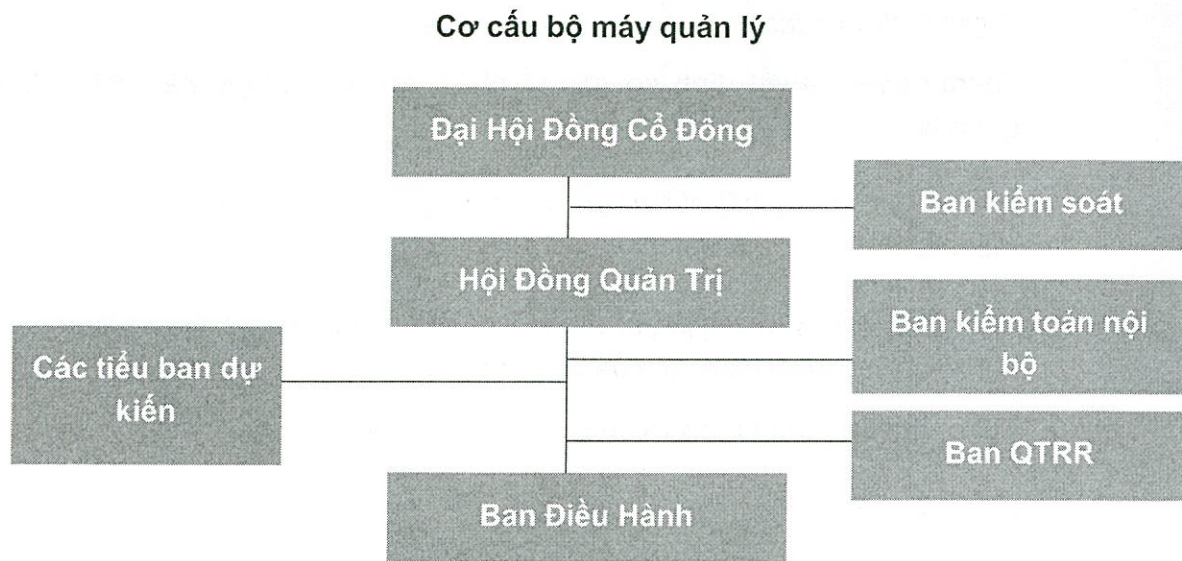 Cơ cấu bộ máy quản lý
Đại Hội Đồng Cổ Đông
Ban kiểm soát
Hội Đồng Quản Trị
Ban kiểm toán nội
bộ
Các tiểu ban dự
kiến
Ban QTRR
Ban Điều Hành